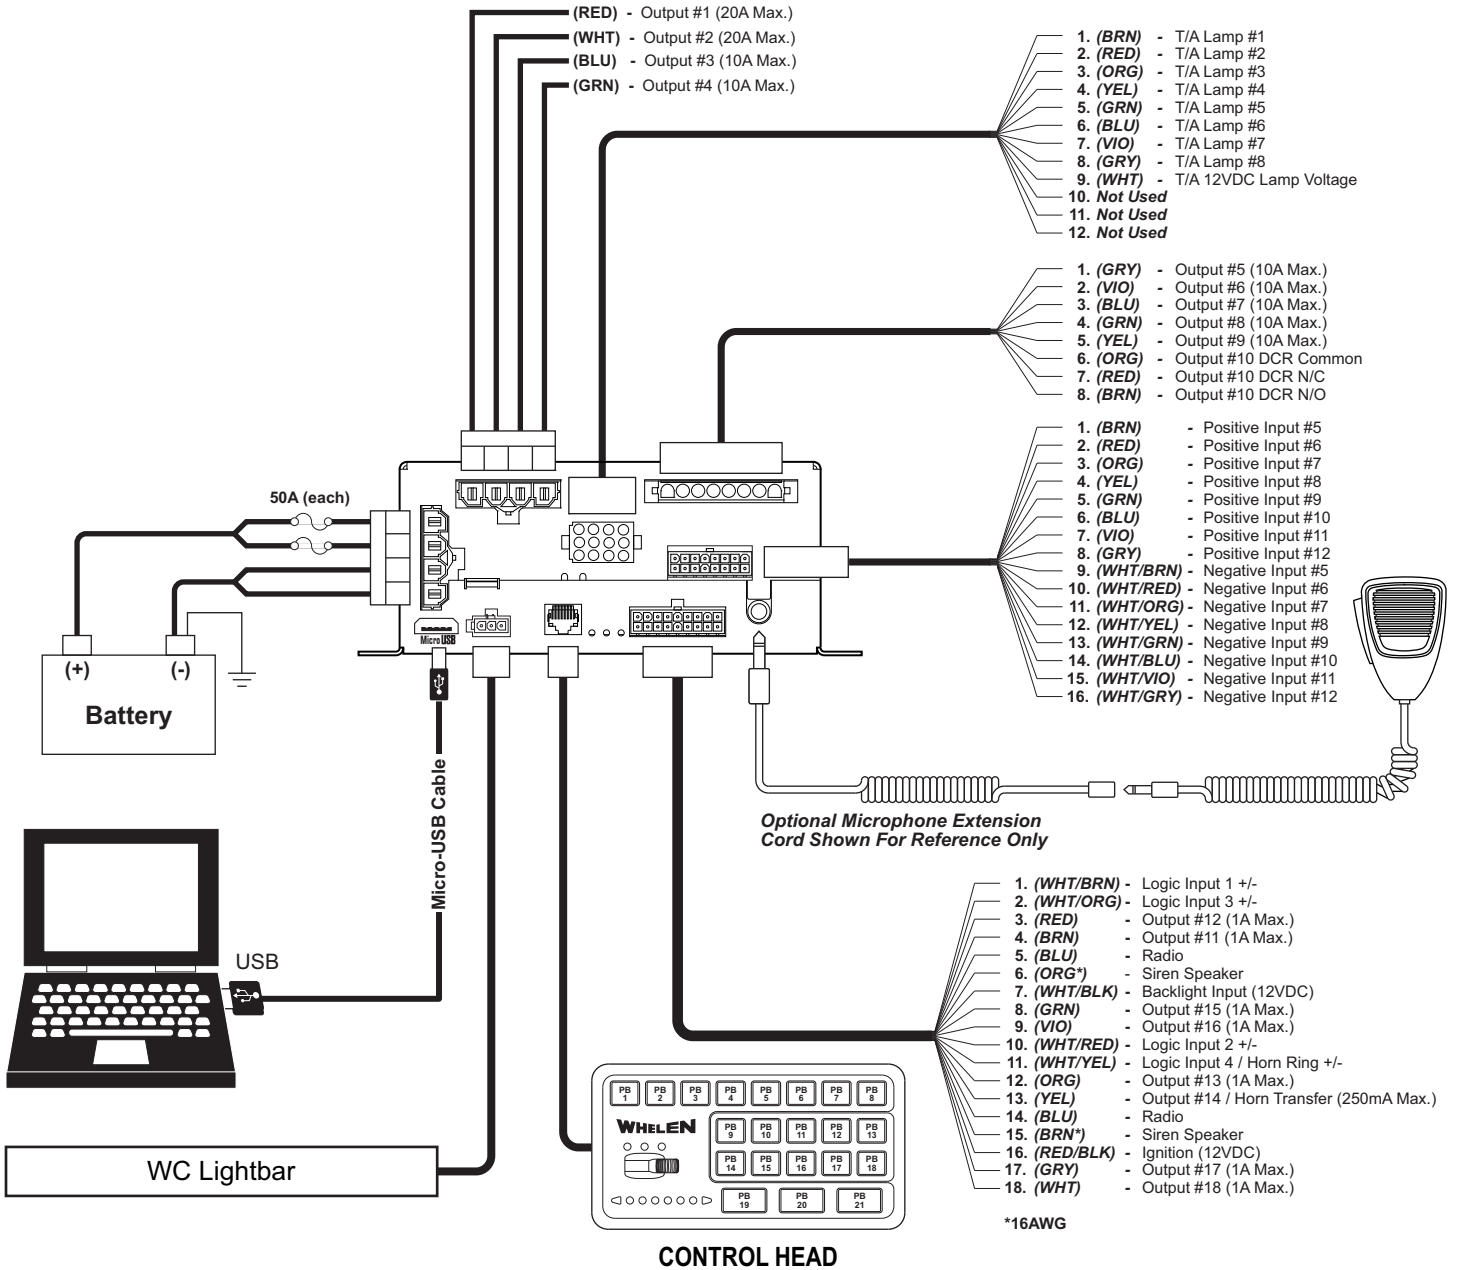 (RED) - Output #1 (20A Max.)
(WHT) - Output #2 (20A Max.)
(BLU) - Output #3 (10A Max.)
(GRN) - Output #4 (10A Max.)
1. (BRN) - T/A Lamp #1
2. (RED) - T/A Lamp #2
3. (ORG) - T/A Lamp #3
4. (YEL) - T/A Lamp #4
5. (GRN) - T/A Lamp #5
6. (BLU) - T/A Lamp #6
7. (VIO) - T/A Lamp #7
8. (GRY) - T/A Lamp #8
9. (WHT) - T/A 12VDC Lamp Voltage
10. Not Used
11. Not Used
12. Not Used
1. (GRY) - Output #5 (10A Max.)
2. (VIO) - Output #6 (10A Max.)
3. (BLU) - Output #7 (10A Max.)
4. (GRN) - Output #8 (10A Max.)
5. (YEL) - Output #9 (10A Max.)
6. (ORG) - Output #10 DCR Common
7. (RED) - Output #10 DCR N/C
8. (BRN) - Output #10 DCR N/O
1. (BRN) - Positive Input #5
2. (RED) - Positive Input #6
3. (ORG) - Positive Input #7
4. (YEL) - Positive Input #8
5. (GRN) - Positive Input #9
6. (BLU) - Positive Input #10
7. (VIO) - Positive Input #11
8. (GRY) - Positive Input #12
9. (WHT/BRN) - Negative Input #5
10. (WHT/RED) - Negative Input #6
11. (WHT/ORG) - Negative Input #7
12. (WHT/YEL) - Negative Input #8
13. (WHT/GRN) - Negative Input #9
14. (WHT/BLU) - Negative Input #10
15. (WHT/VIO) - Negative Input #11
16. (WHT/GRY) - Negative Input #12
50A (each)
Micro USB
(+)
(-)
Battery
Micro-USB Cable
Optional Microphone Extension
Cord Shown For Reference Only
USB
WC Lightbar
1. (WHT/BRN) - Logic Input 1 +/-
2. (WHT/ORG) - Logic Input 3 +/-
3. (RED) - Output #12 (1A Max.)
4. (BRN) - Output #11 (1A Max.)
5. (BLU) - Radio
6. (ORG*) - Siren Speaker
7. (WHT/BLK) - Backlight Input (12VDC)
8. (GRN) - Output #15 (1A Max.)
9. (VIO) - Output #16 (1A Max.)
10. (WHT/RED) - Logic Input 2 +/-
11. (WHT/YEL) - Logic Input 4 / Horn Ring +/-
12. (ORG) - Output #13 (1A Max.)
13. (YEL) - Output #14 / Horn Transfer (250mA Max.)
14. (BLU) - Radio
15. (BRN*) - Siren Speaker
16. (RED/BLK) - Ignition (12VDC)
17. (GRY) - Output #17 (1A Max.)
18. (WHT) - Output #18 (1A Max.)
*16AWG
PB 1 PB 2 PB 3 PB 4 PB 5 PB 6 PB 7 PB 8
WHELEN
PB 9 PB 10 PB 11 PB 12 PB 13
PB 14 PB 15 PB 16 PB 17 PB 18
PB 19 PB 20 PB 21
CONTROL HEAD